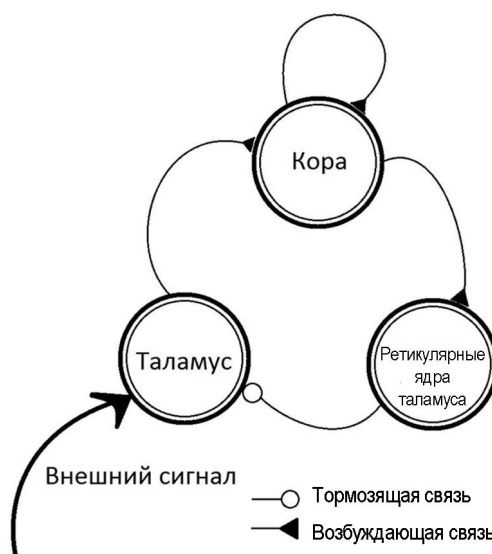 Кора
Таламус
Ретикулярные
ядра
таламуса
Внешний сигнал
Тормозящая связь
Возбуждающая связь